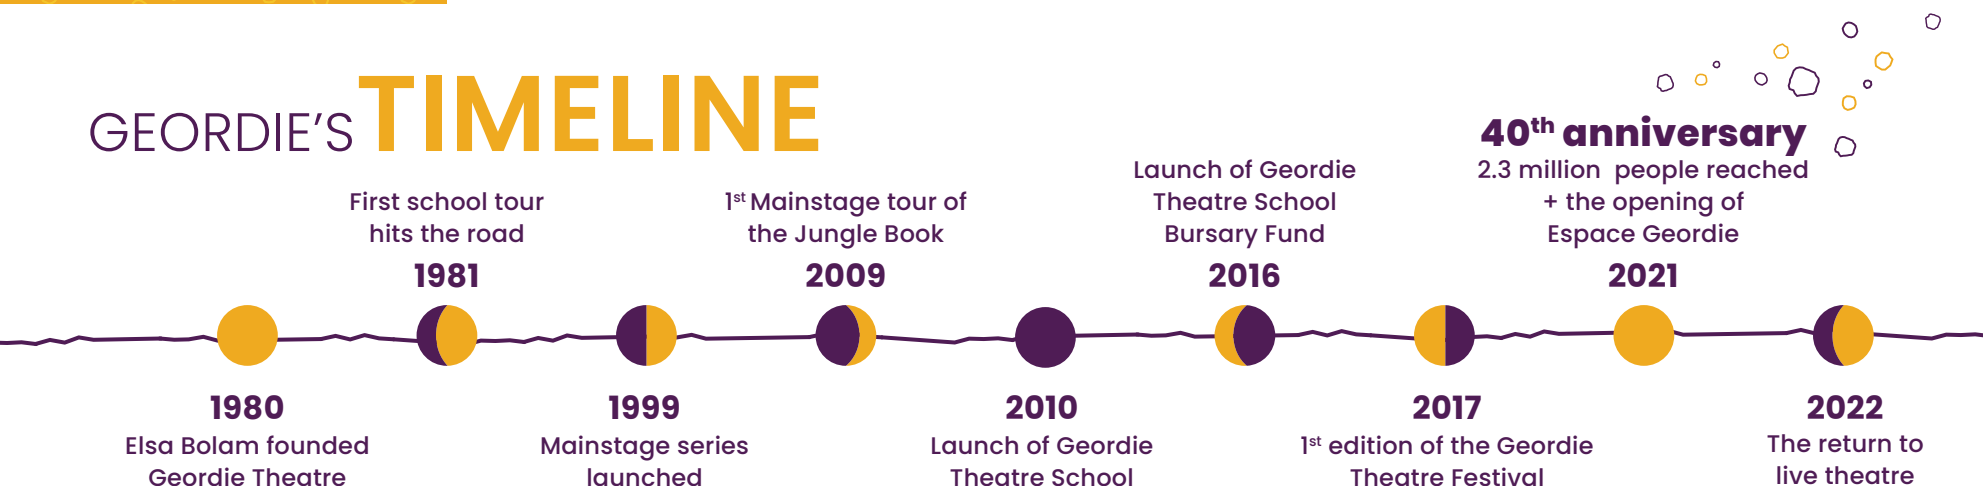 GEORDIE'S TIMELINE
1980
Elsa Bolam founded
Geordie Theatre
First school tour
hits the road
1981
1999
Mainstage series
launched
1st Mainstage tour of
the Jungle Book
2009
2010
Launch of Geordie
Theatre School
Launch of Geordie
Theatre School
Bursary Fund
2016
2017
1st edition of the Geordie
Theatre Festival
40th anniversary
2.3 million people reached
+ the opening of
Espace Geordie
2021
2022
The return to
live theatre